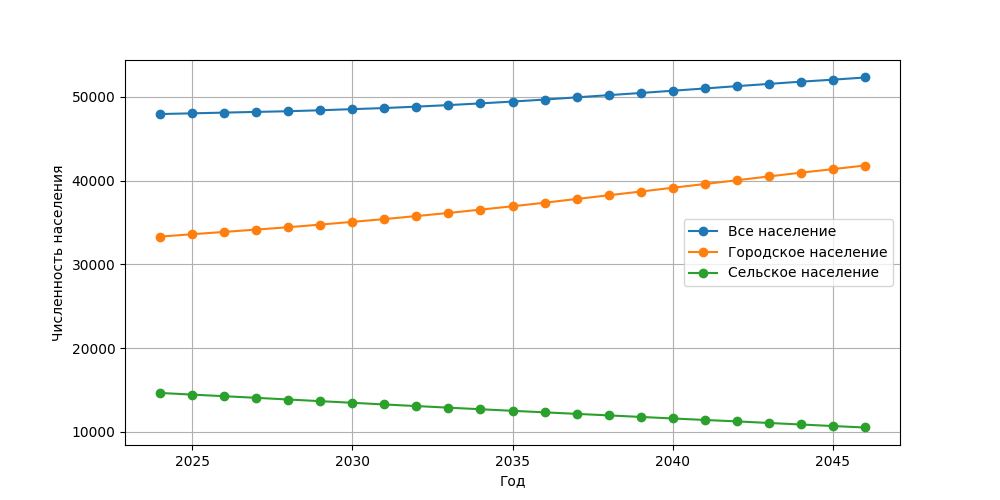 Численность населения
50000
40000
30000
20000
10000
Все население
Городское население
Сельское население
2025
2030
2035
2040
2045
Год